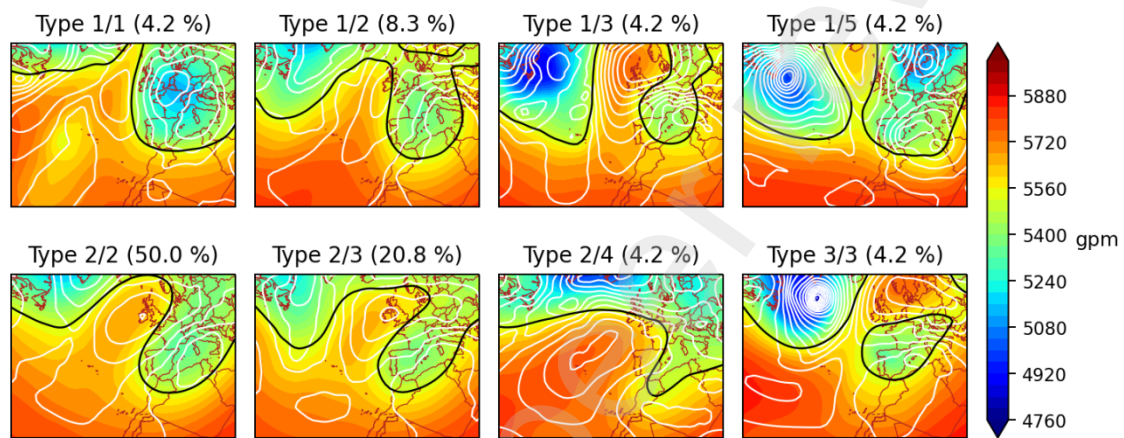 Type 1/1 (4.2 %) Type 1/2 (8.3 %) Type 1/3 (4.2 %) Type 1/5 (4.2 %)
5880
5720
5560
5400
gpm
5240
5080
4920
4760
Type 2/2 (50.0 %) Type 2/3 (20.8 %) Type 2/4 (4.2 %) Type 3/3 (4.2 %)